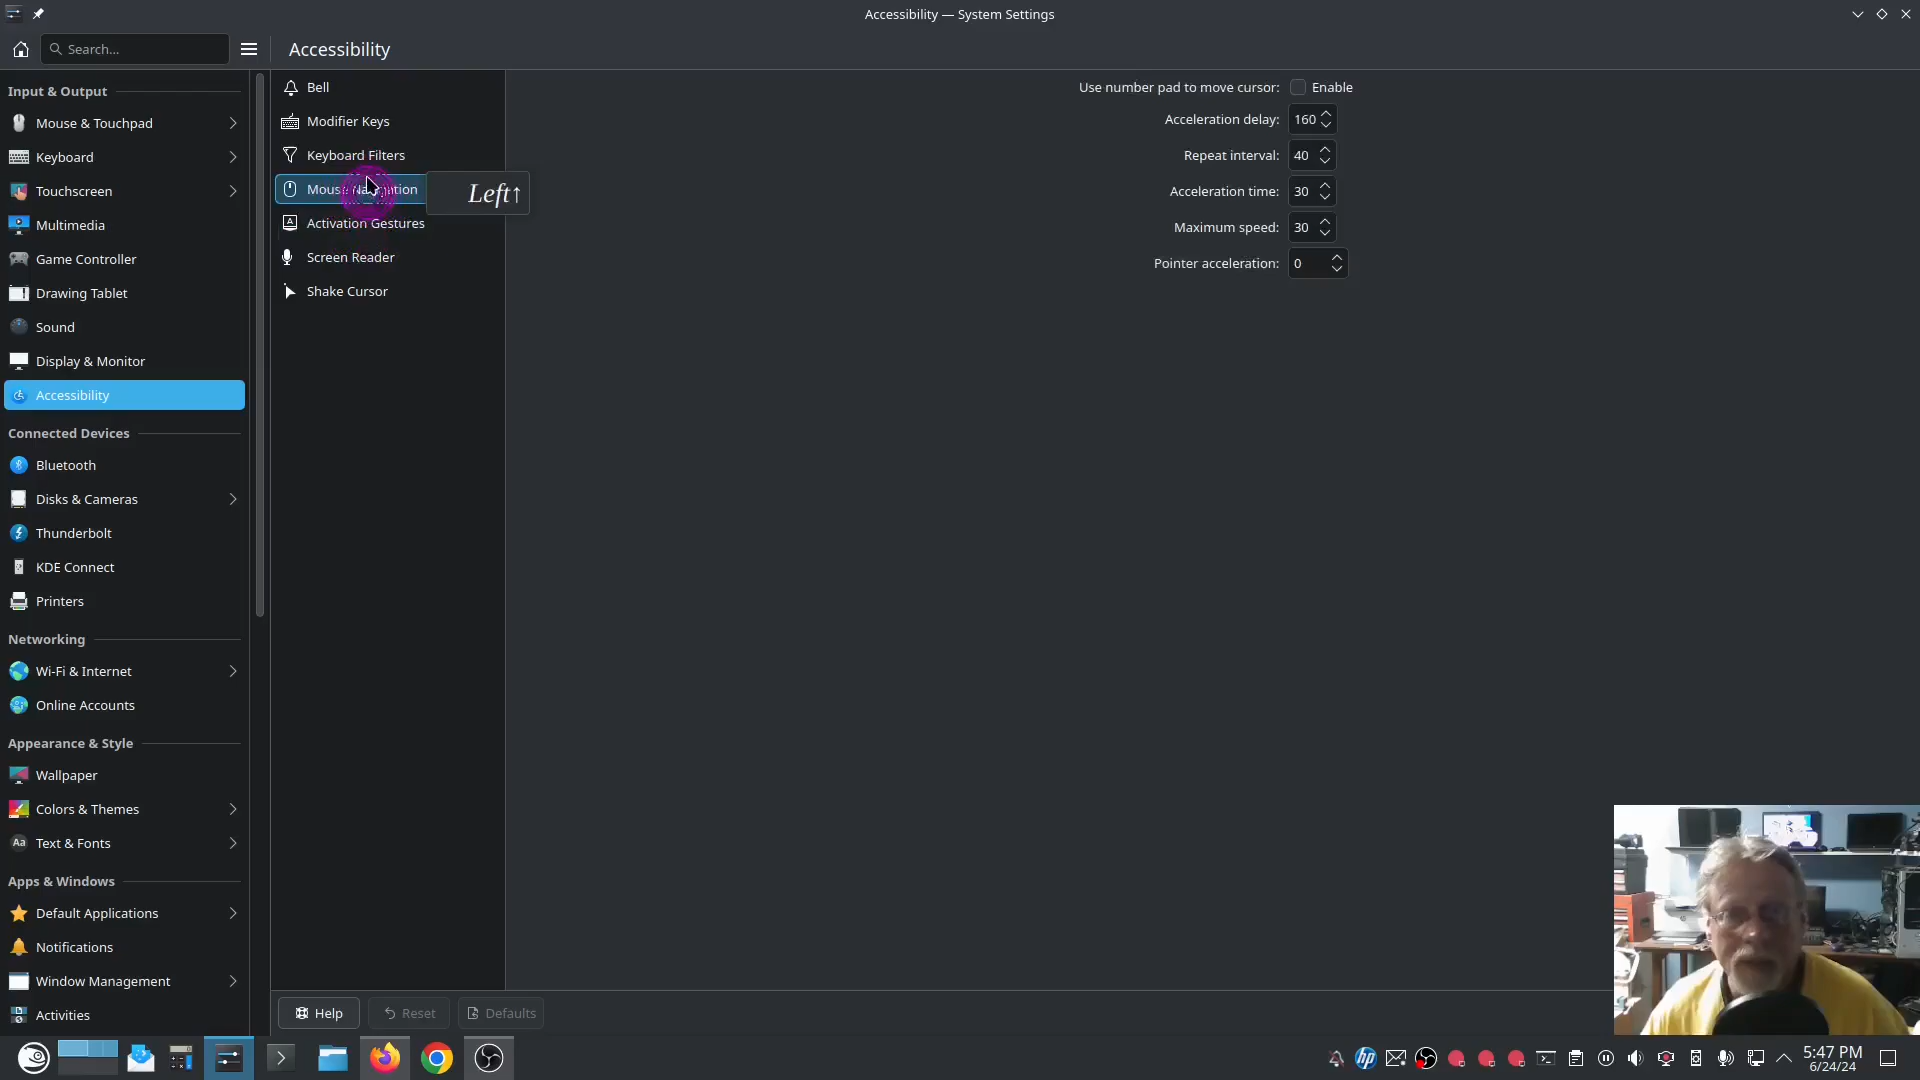 Accessibility — System Settings
Search...
Accessibility
Input & Output
Mouse & Touchpad
Keyboard
Touchscreen
Multimedia
Game Controller
Drawing Tablet
Sound
Display & Monitor
Accessibility
Connected Devices
Bluetooth
Disks & Cameras
Thunderbolt
KDE Connect
Printers
Networking
Wi-Fi & Internet
Online Accounts
Appearance & Style
Wallpaper
Colors & Themes
Aa Text & Fonts
Apps & Windows
Default Applications
Notifications
Window Management
Activities
Bell
Modifier Keys
Keyboard Filters
Mouse Navigation
Left↑
A Activation Gestures
Screen Reader
Shake Cursor
Use number pad to move cursor: Enable
Acceleration delay: 160
Repeat interval: 40
Acceleration time: 30
Maximum speed: 30
Pointer acceleration: 0
Help
Reset
Defaults
hp
5:47 PM
6/24/24